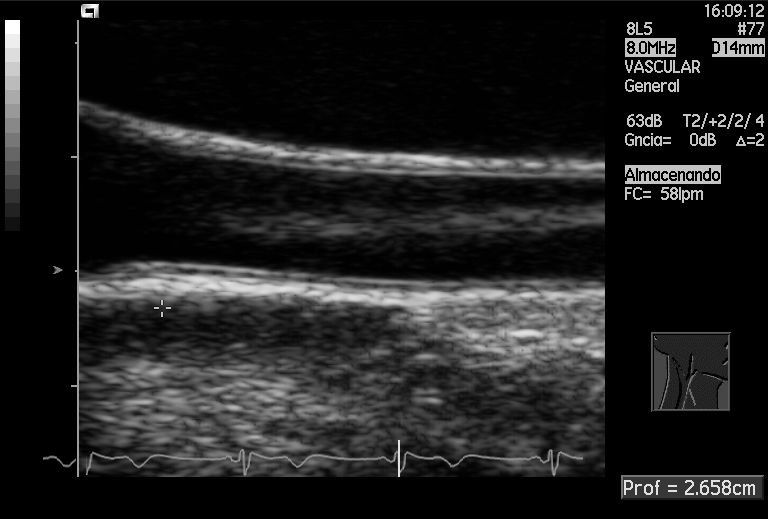 16:09:12
8L5 #77
8.0MHz D14mm
VASCULAR
General
63dB T2/+2/2/ 4
Gncia= 0dB Δ=2
Almacenando
FC= 58lpm
Prof = 2.658cm